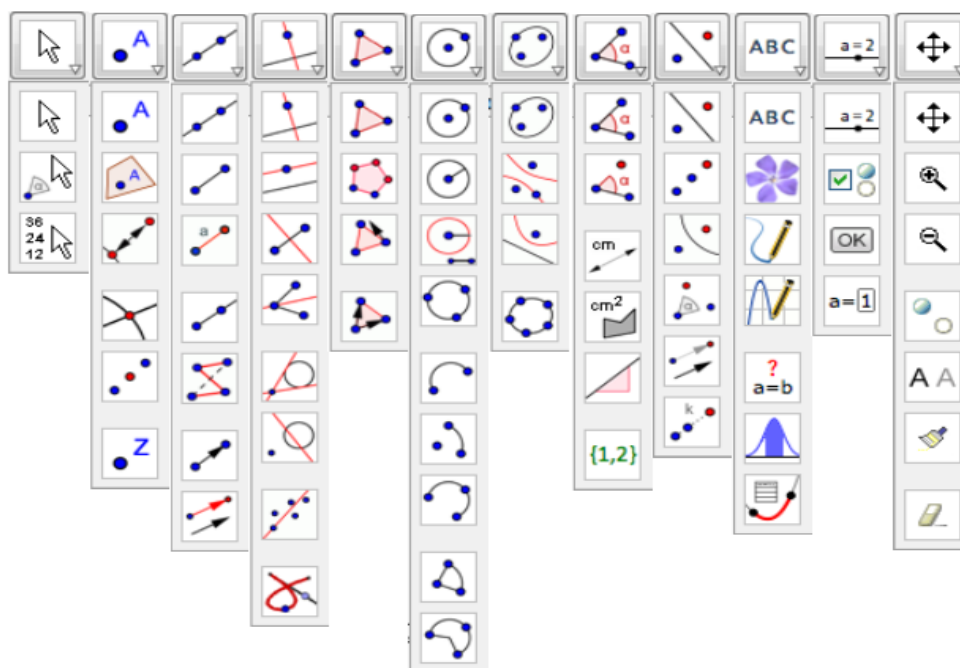 A
ABC
a=2
α
A
ABC
a=2
α
α
A
α
36
24
12
a
cm
OK
cm²
α
a=1
?
a=b
A A
k
Z
{1,2}